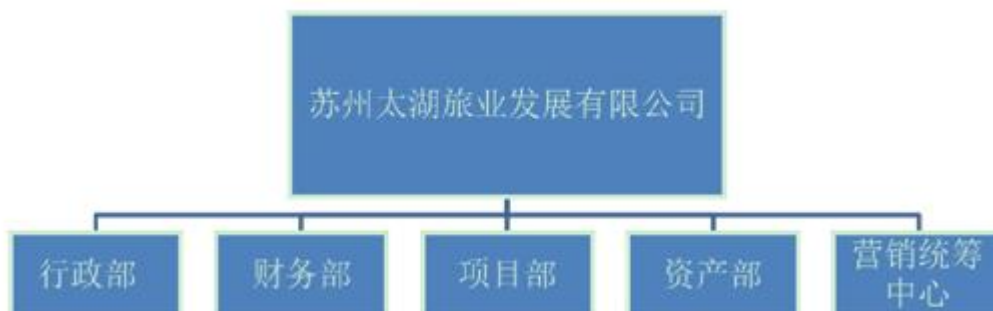 苏州太湖旅业发展有限公司
行政部
财务部
项目部
资产部
营销统筹
中心